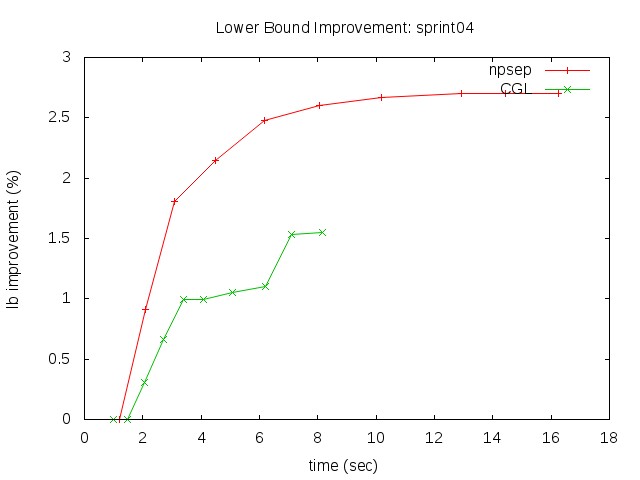 Lower Bound Improvement: sprint04
3
npsep
CGL
2.5
2
1.5
1
0.5
0
lb improvement (%)
0 2 4 6 8 10 12 14 16 18
time (sec)